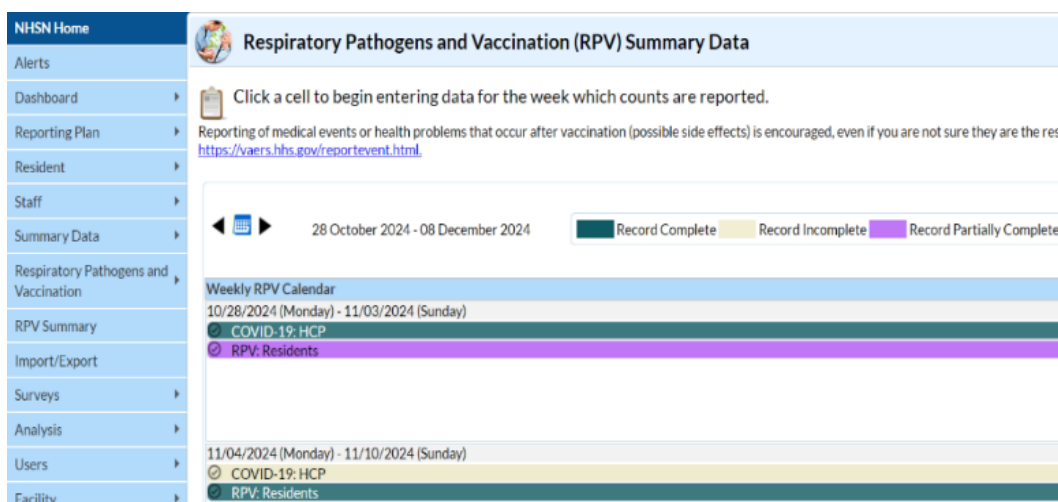 NHSN Home
Alerts
Dashboard
Reporting Plan
Resident
Staff
Summary Data
Respiratory Pathogens and
Vaccination
RPV Summary
Import/Export
Surveys
Analysis
Users
Facility
Respiratory Pathogens and Vaccination (RPV) Summary Data
Click a cell to begin entering data for the week which counts are reported.
Reporting of medical events or health problems that occur after vaccination (possible side effects) is encouraged, even if you are not sure they are the res
https://vaers.hhs.gov/reportevent.html.
28 October 2024 - 08 December 2024
Record Complete Record Incomplete Record Partially Complete
Weekly RPV Calendar
10/28/2024 (Monday) - 11/03/2024 (Sunday)
COVID-19: HCP
RPV: Residents
11/04/2024 (Monday) - 11/10/2024 (Sunday)
COVID-19: HCP
RPV: Residents